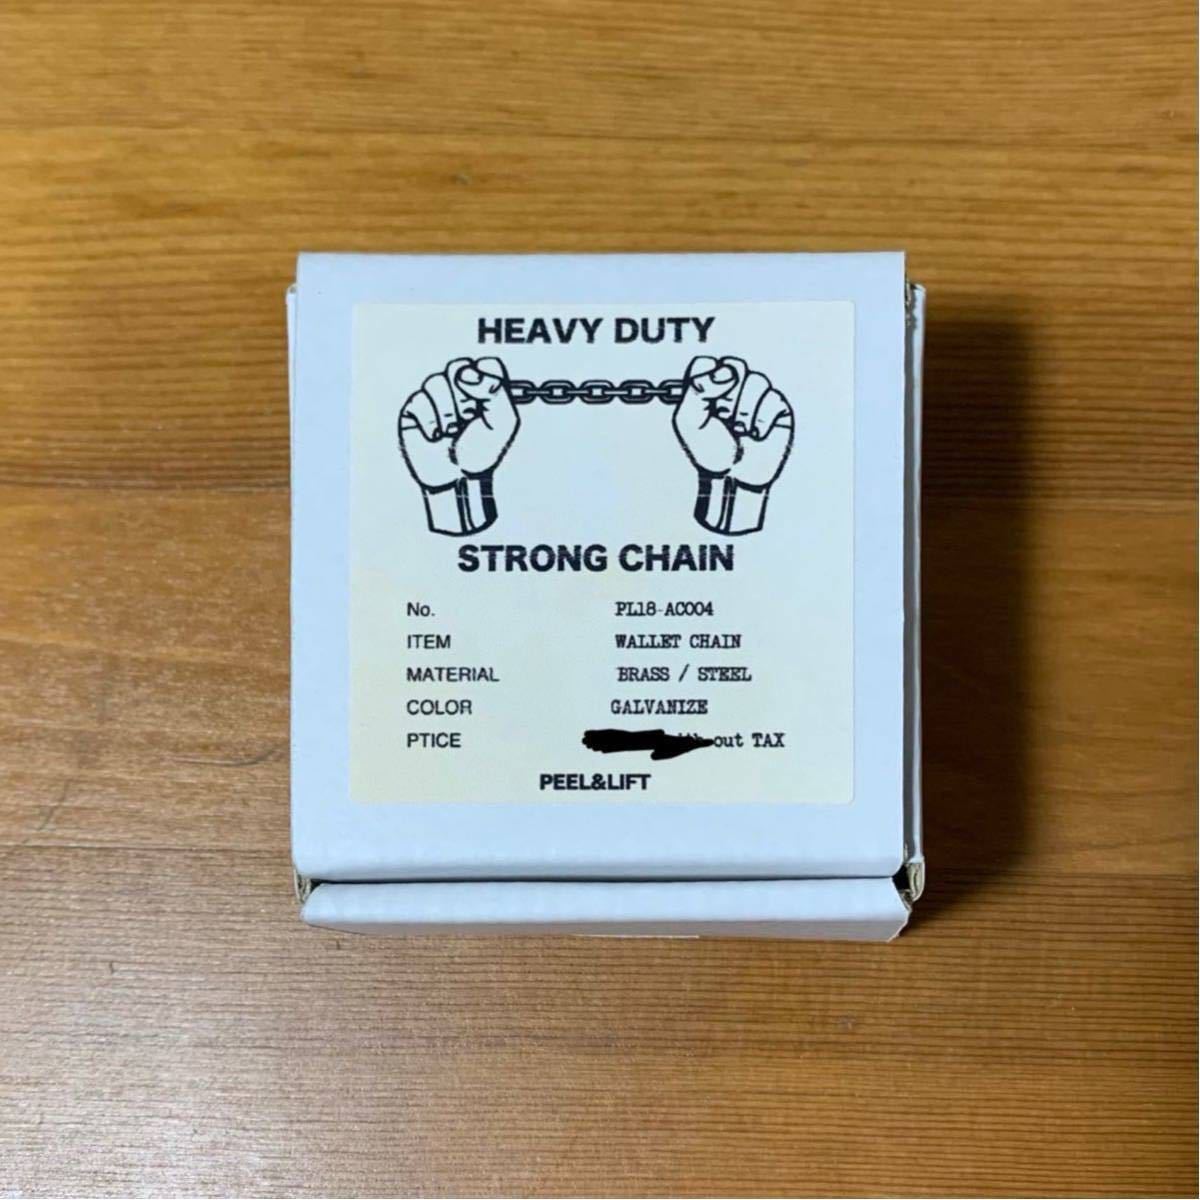 HEAVY DUTY
STRONG CHAIN
No. PL18-AC004
ITEM WALLET CHAIN
MATERIAL BRASS / STEEL
COLOR GALVANIZE
PTICE out TAX
PEEL&LIFT